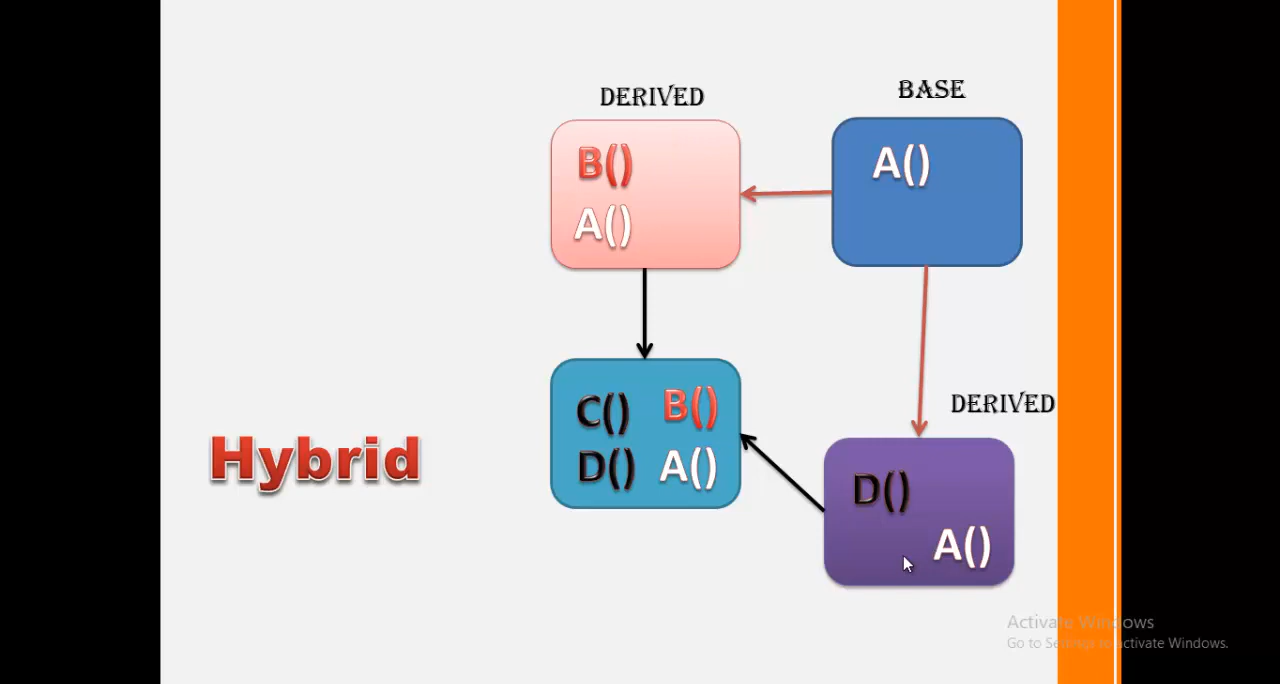 DERIVED
BASE
B()
A()
A()
C() B()
D() A()
Hybrid
DERIVED
D()
A()
Activate Windows
Go to Settings to activate Windows.